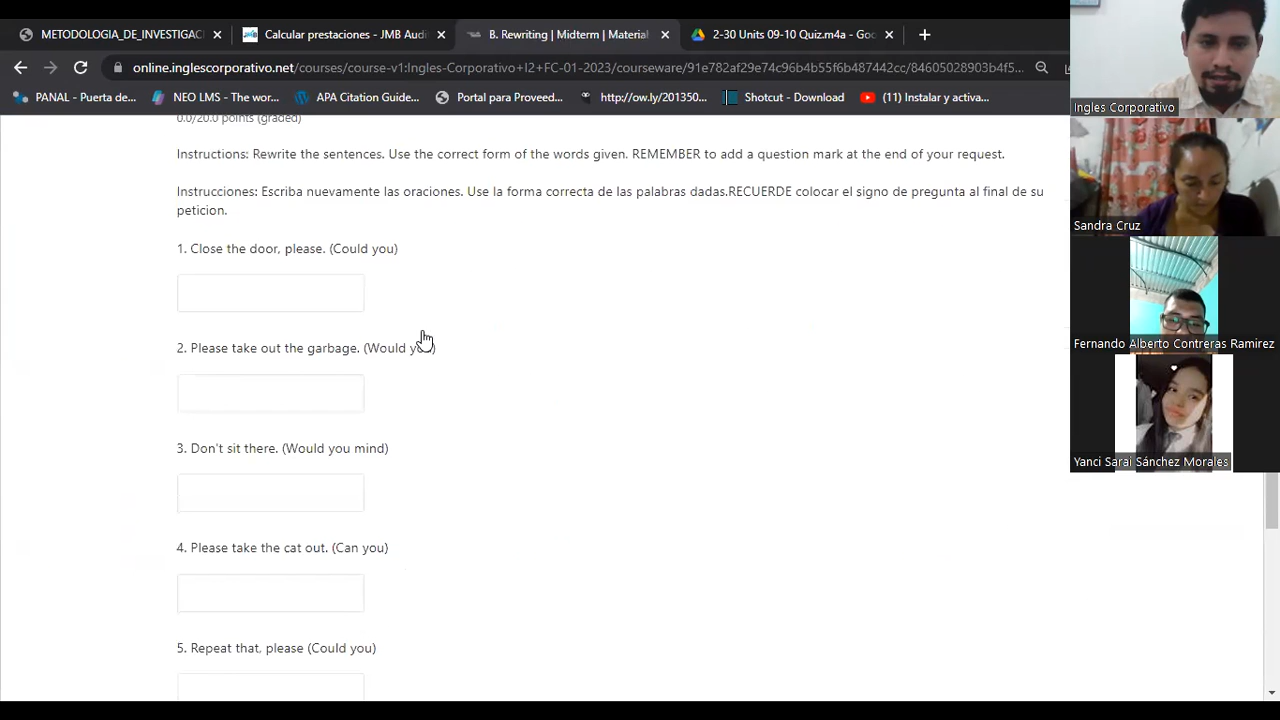 METODOLOGIA_DE_INVESTIGACI
Calcular prestaciones - JMB Audi
B. Rewriting | Midterm | Material
2-30 Units 09-10 Quiz.m4a - Goo
online.inglescorporativo.net/courses/course-v1:Ingles-Corporativo+I2+FC-01-2023/courseware/91e782af29e74c96b4b55f6b487442cc/84605028903b4f5...
PANAL - Puerta de...
NEO LMS - The wor...
APA Citation Guide...
Portal para Proveed...
http://ow.ly/201350...
Shotcut - Download
(11) Instalar y activa...
0.0/20.0 points (graded)
Instructions: Rewrite the sentences. Use the correct form of the words given. REMEMBER to add a question mark at the end of your request.
Instrucciones: Escriba nuevamente las oraciones. Use la forma correcta de las palabras dadas.RECUERDE colocar el signo de pregunta al final de su
peticion.
1. Close the door, please. (Could you)
2. Please take out the garbage. (Would you)
3. Don't sit there. (Would you mind)
4. Please take the cat out. (Can you)
5. Repeat that, please (Could you)
Ingles Corporativo
Sandra Cruz
Fernando Alberto Contreras Ramirez
Yanci Sarai Sánchez Morales